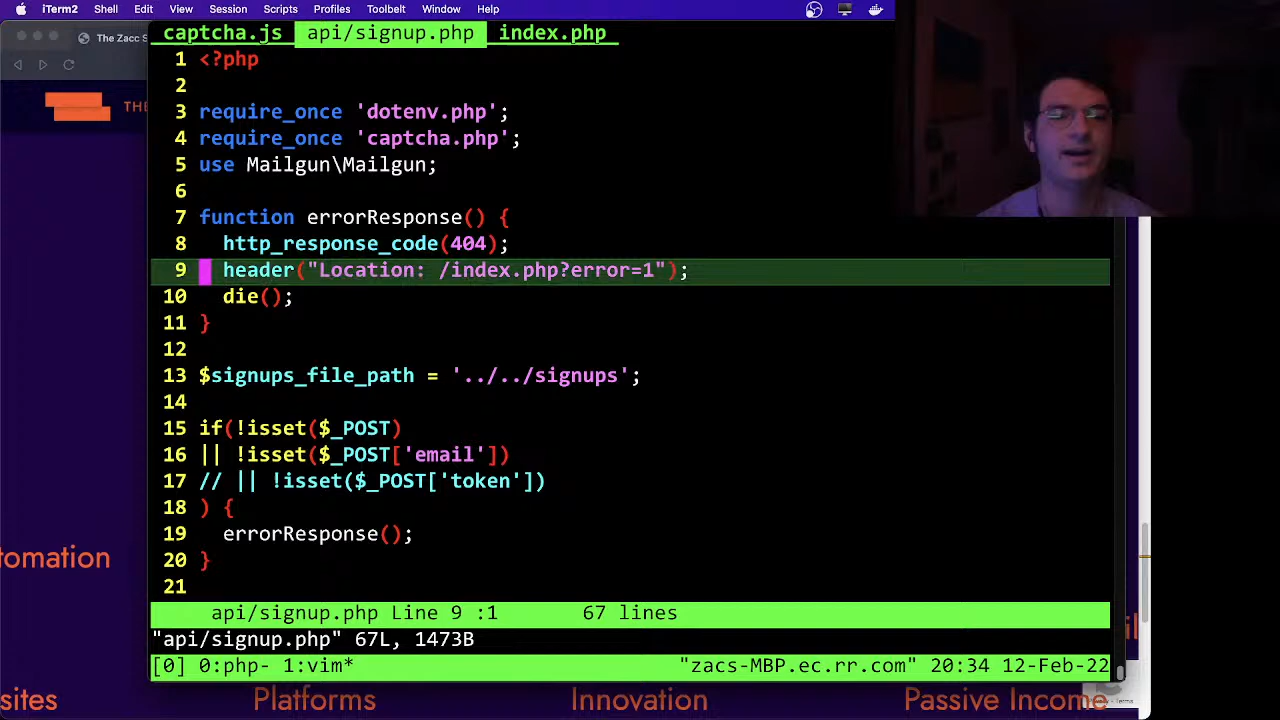 iTerm2 Shell Edit View Session Scripts Profiles Toolbelt Window Help
The Zacc S
THE
captcha.js api/signup.php index.php
1 <?php
2
3 require_once 'dotenv.php';
4 require_once 'captcha.php';
5 use Mailgun\Mailgun;
6
7 function errorResponse() {
8 http_response_code(404);
9 header("Location: /index.php?error=1");
10 die();
11 }
12
13 $signups_file_path = '../../signups';
14
15 if(!isset($_POST)
16 || !isset($_POST['email'])
17 // || !isset($_POST['token'])
18 ) {
19 errorResponse();
20 }
21
api/signup.php Line 9 :1 67 lines
"api/signup.php" 67L, 1473B
[0] 0:php- 1:vim* "zacs-MBP.ec.rr.com" 20:34 12-Feb-22
tomation
il
sites Platforms Innovation Passive Income